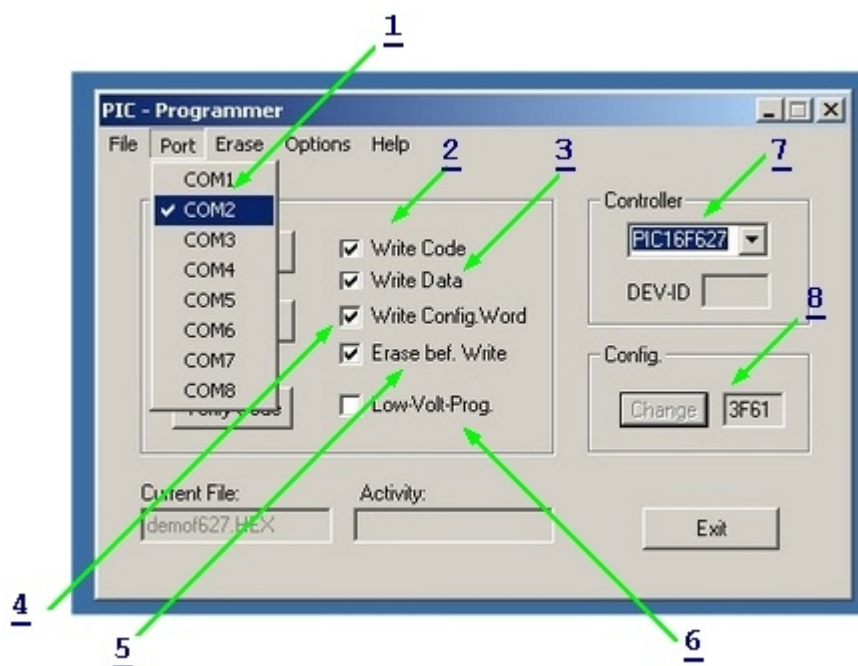 1
PIC - Programmer
File Port Erase Options Help
2
3
7
COM1
COM2
COM3
COM4
COM5
COM6
COM7
COM8
Write Code
Write Data
Write Config.Word
Erase bef. Write
Code
Low-Volt-Prog.
Controller
PIC16F627
DEV-ID
8
Config.
Change 3F61
Current File:
demof627.HEX
Activity:
Exit
4
5
6